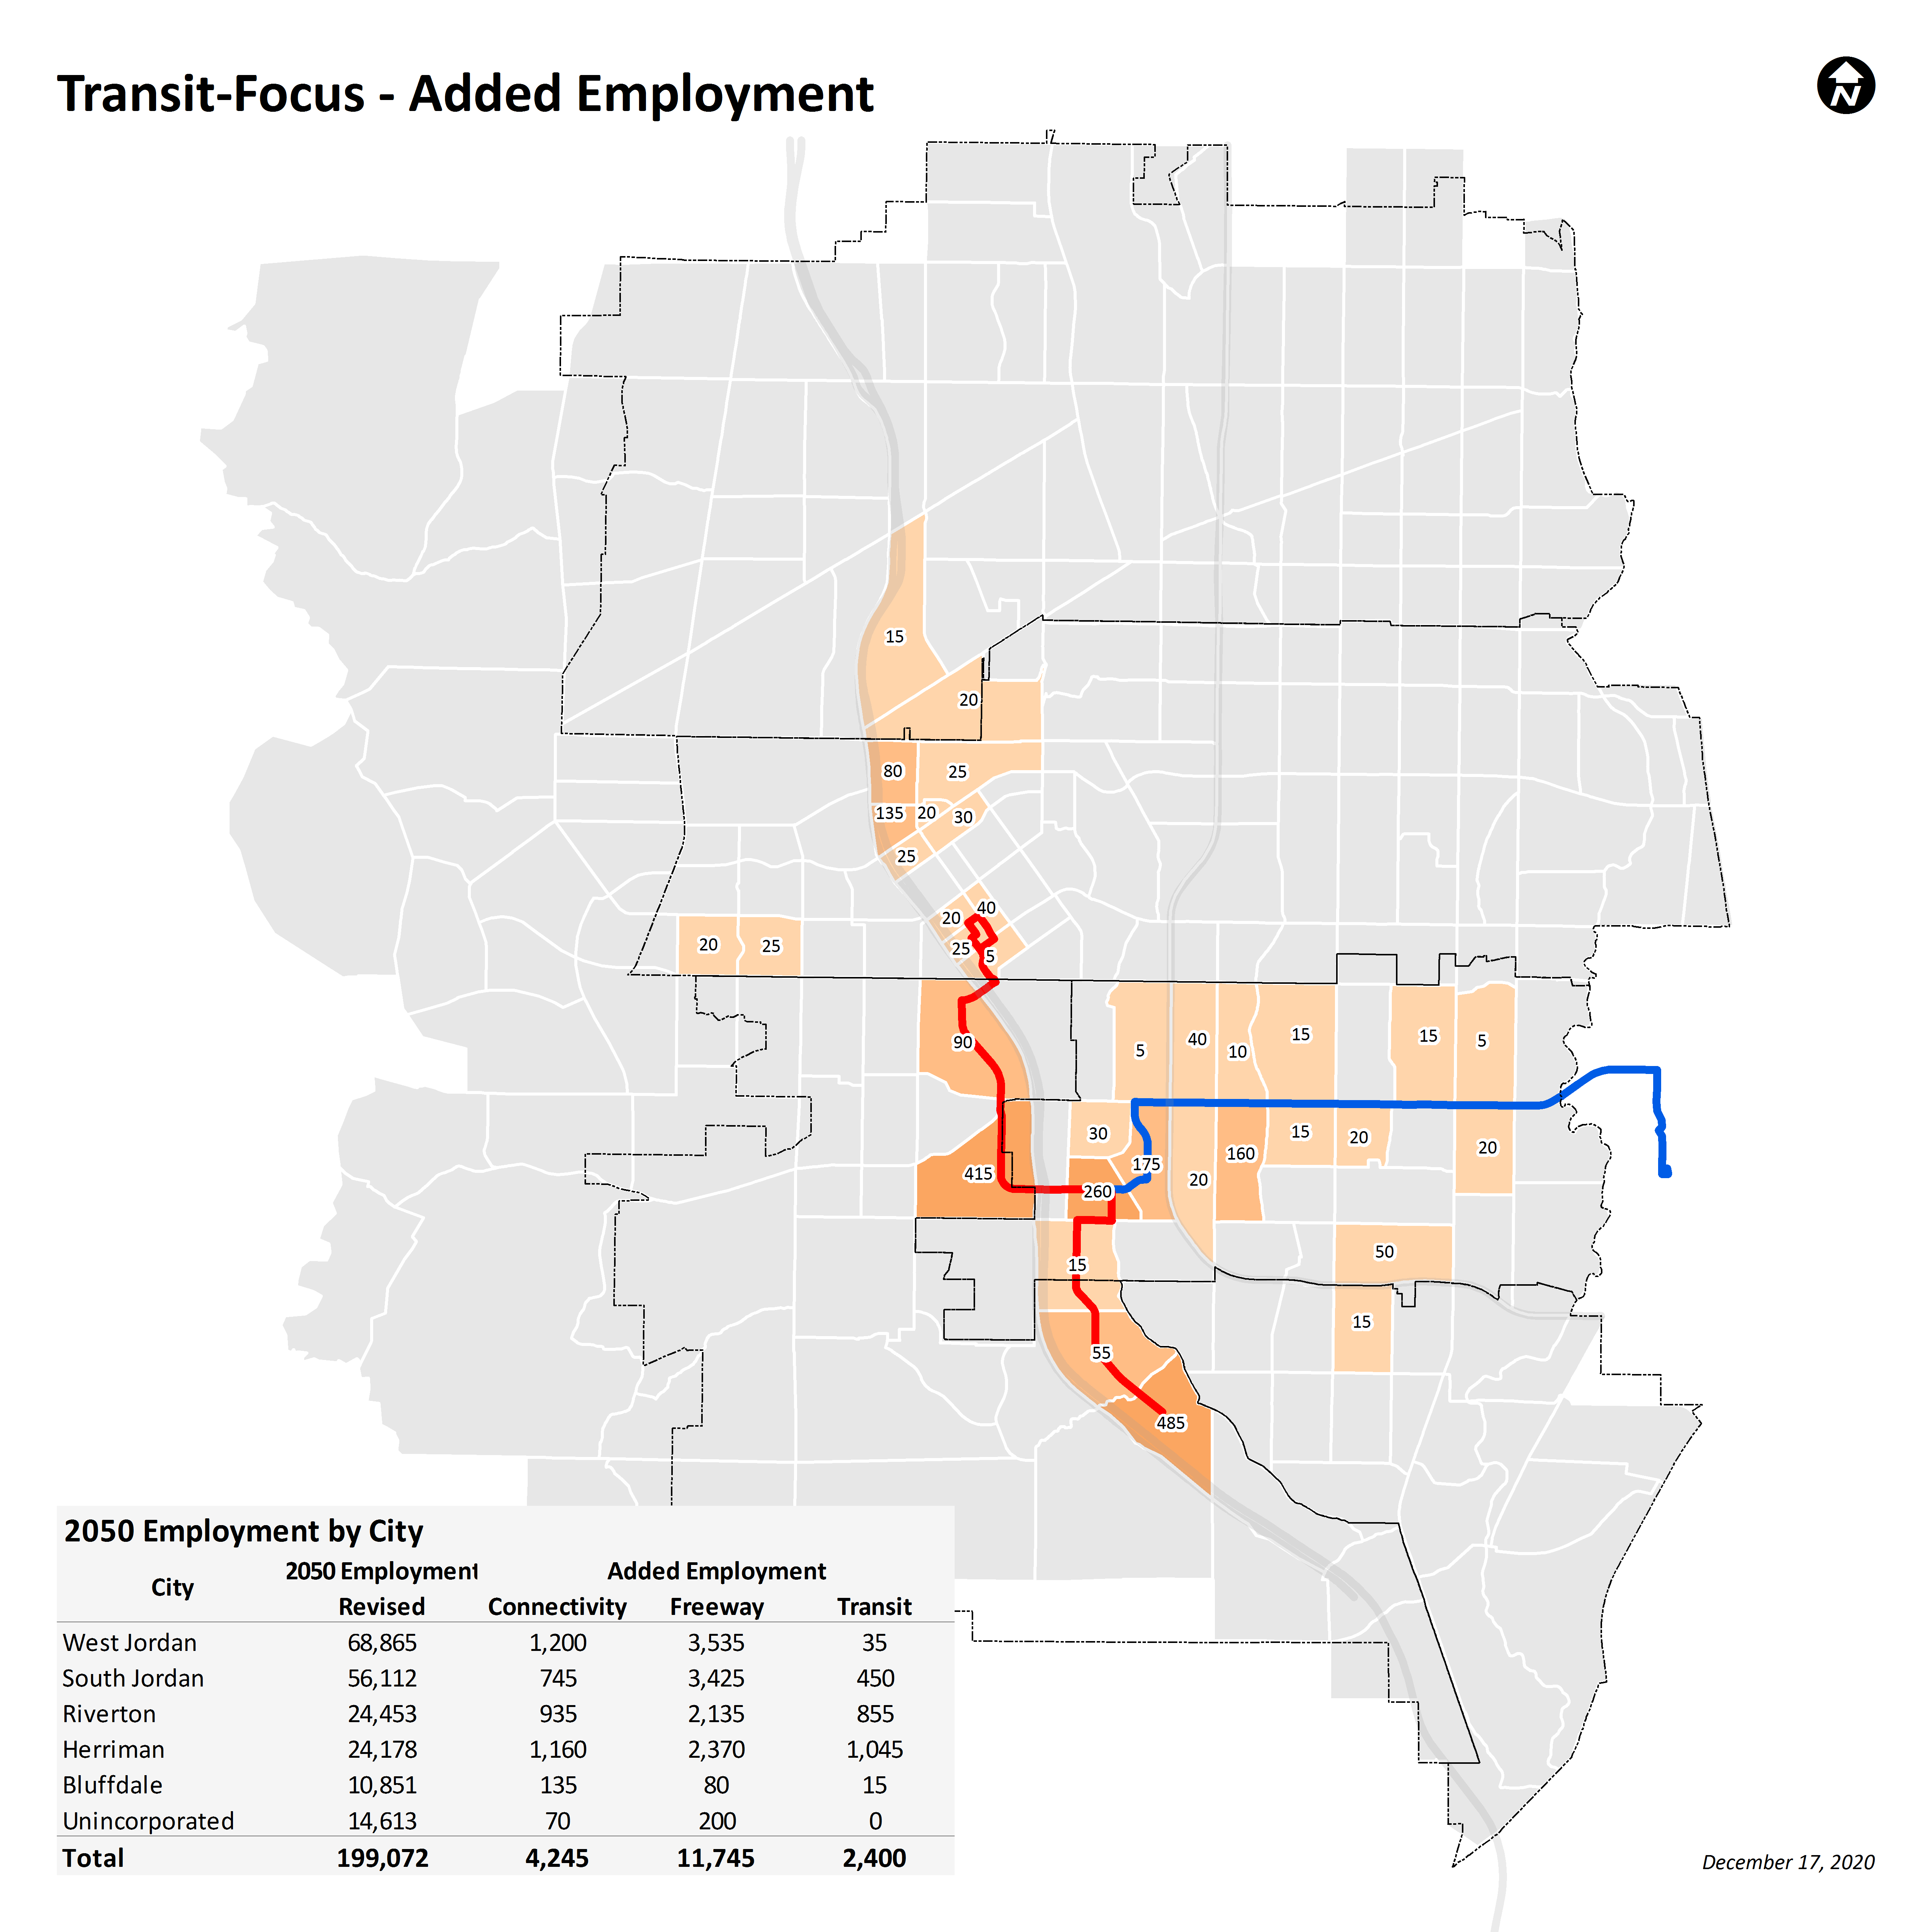 Transit-Focus - Added Employment
N
15
20
80
25
135
20
30
25
40
20
25
5
20
25
90
5
40
10
15
15
5
30
415
260
175
20
160
15
20
20
15
50
15
55
485
2050 Employment by City
City 2050 Employment Added Employment
Revised Connectivity Freeway Transit
West Jordan 68,865 1,200 3,535 35
South Jordan 56,112 745 3,425 450
Riverton 24,453 935 2,135 855
Herriman 24,178 1,160 2,370 1,045
Bluffdale 10,851 135 80 15
Unincorporated 14,613 70 200 0
Total 199,072 4,245 11,745 2,400
December 17, 2020